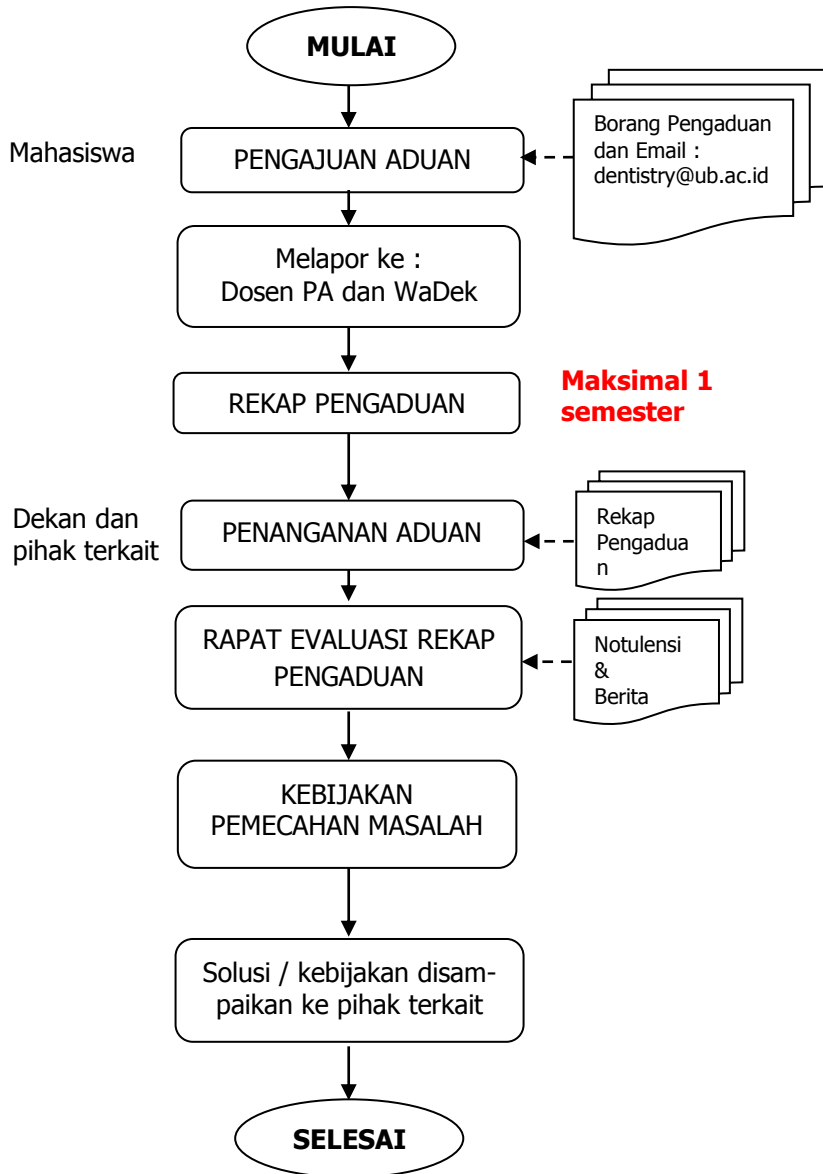 MULAI
Mahasiswa
PENGAJUAN ADUAN
Borang Pengaduan
dan Email :
dentistry@ub.ac.id
Melapor ke :
Dosen PA dan WaDek
REKAP PENGADUAN
Maksimal 1
semester
Dekan dan
pihak terkait
PENANGANAN ADUAN
Rekap
Pengadua
n
RAPAT EVALUASI REKAP
PENGADUAN
Notulensi
&
Berita
KEBIJAKAN
PEMECAHAN MASALAH
Solusi / kebijakan disam-
paikan ke pihak terkait
SELESAI